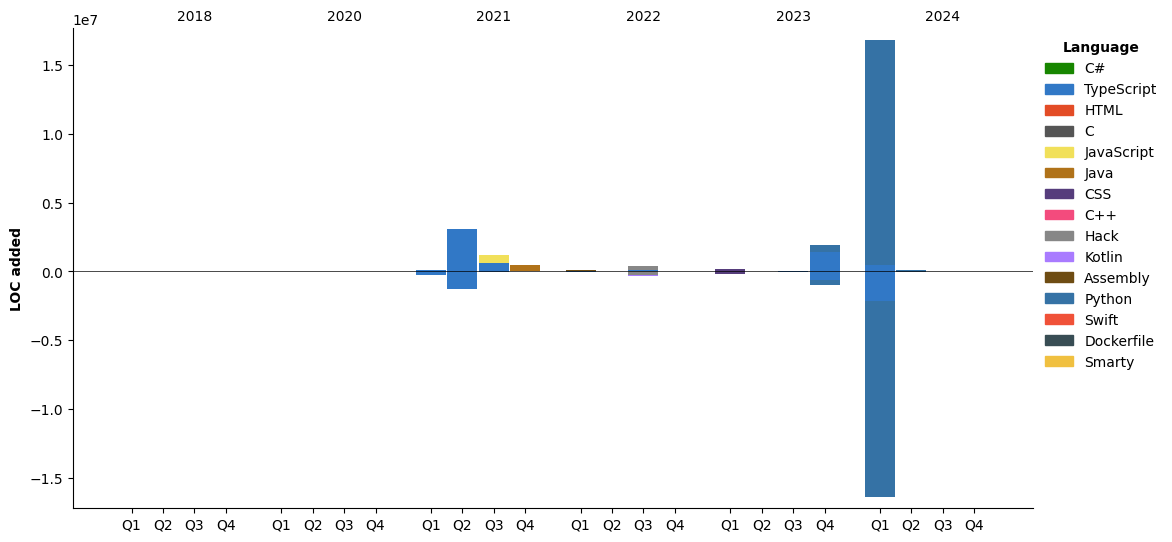 1e7
2018 2020 2021 2022 2023 2024
Language
C#
TypeScript
HTML
C
JavaScript
Java
CSS
C++
Hack
Kotlin
Assembly
Python
Swift
Dockerfile
Smarty
LOC added
1.5
1.0
0.5
0.0
−0.5
−1.0
−1.5
Q1 Q2 Q3 Q4 Q1 Q2 Q3 Q4 Q1 Q2 Q3 Q4 Q1 Q2 Q3 Q4 Q1 Q2 Q3 Q4 Q1 Q2 Q3 Q4